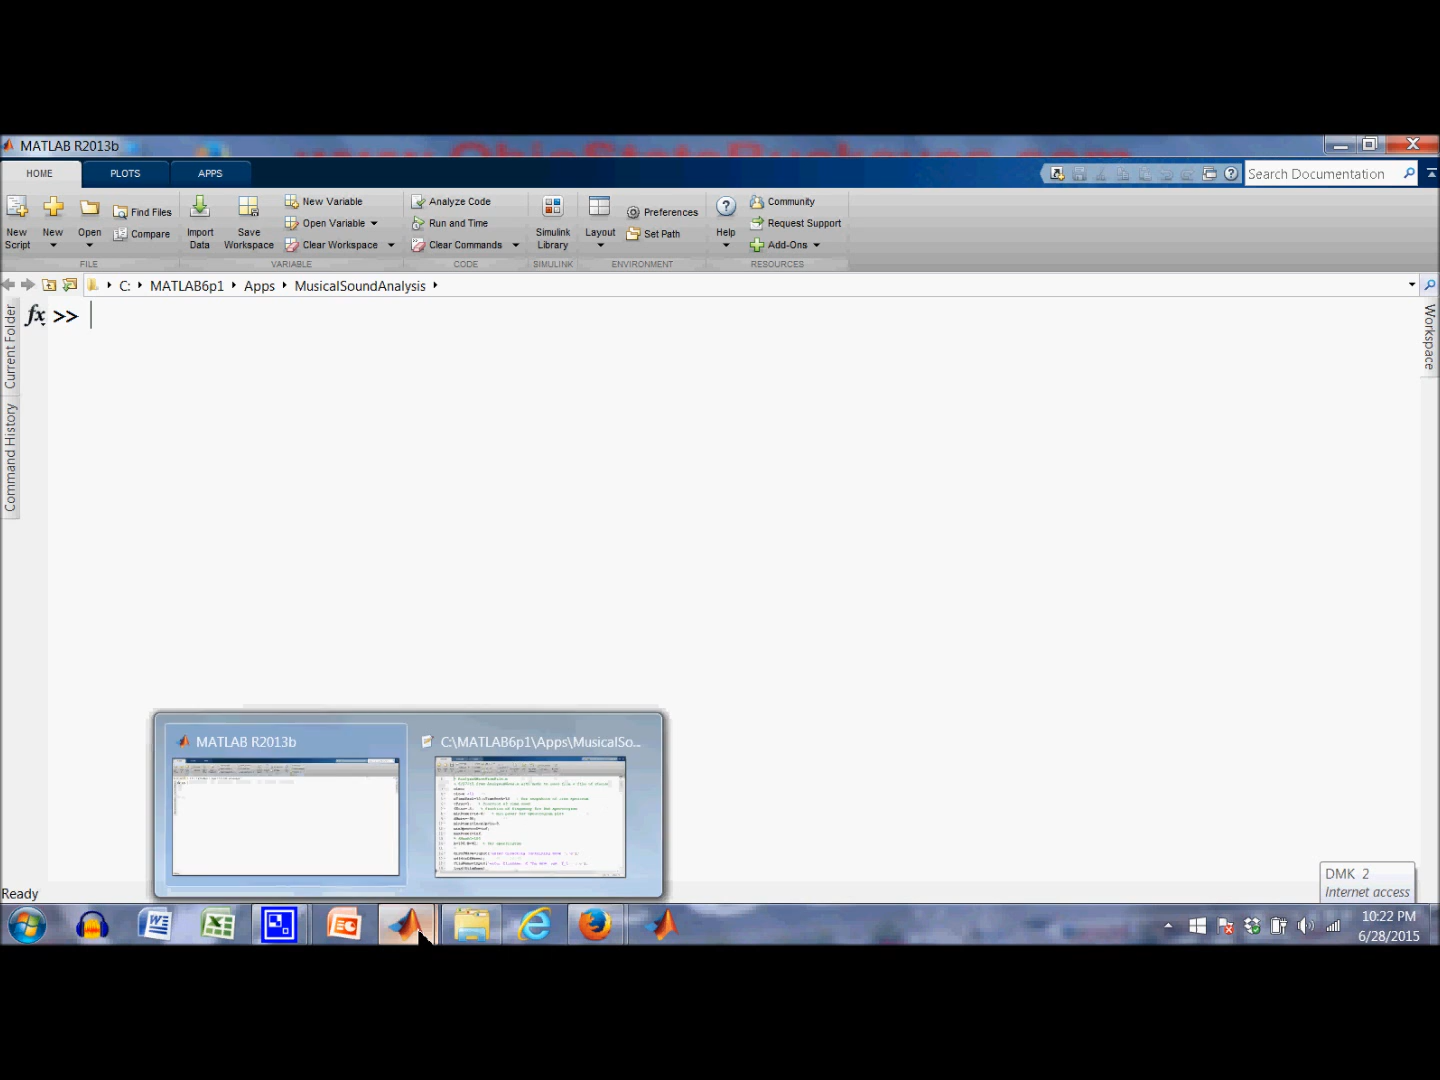 MATLAB R2013b
HOME PLOTS APPS Search Documentation
New Script New Open Find Files Compare Import Data Save Workspace New Variable Open Variable Clear Workspace Analyze Code Run and Time Clear Commands Simulink Library Layout Preferences Set Path Help Community Request Support Add-Ons
FILE VARIABLE CODE SIMULINK ENVIRONMENT RESOURCES
C: MATLAB6p1 Apps MusicalSoundAnalysis
fx >>
Current Folder
Command History
Workspace
MATLAB R2013b C:\MATLAB6p1\Apps\MusicalSo...
Ready
DMK 2
Internet access
10:22 PM
6/28/2015